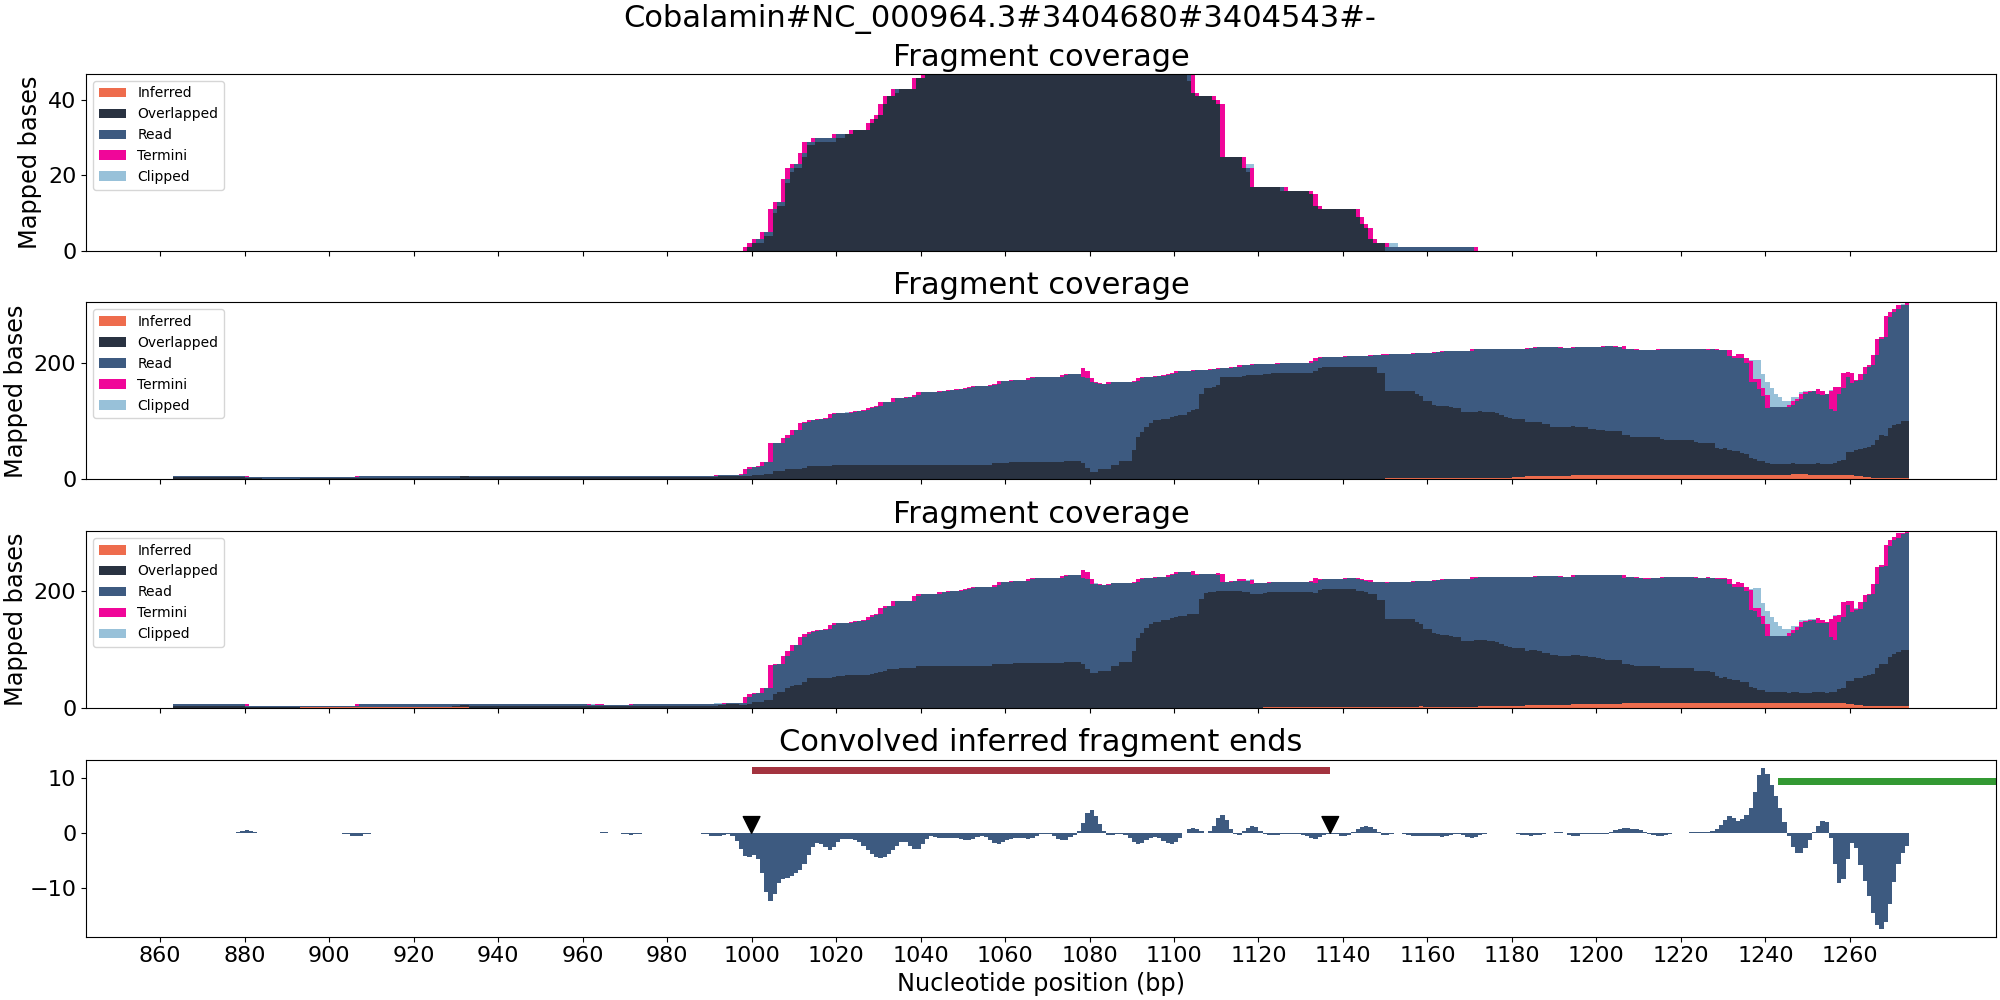 Cobalamin#NC_000964.3#3404680#3404543#-
Fragment coverage
Mapped bases
40
20
0
Inferred
Overlapped
Read
Termini
Clipped
Fragment coverage
Mapped bases
200
0
Inferred
Overlapped
Read
Termini
Clipped
Fragment coverage
Mapped bases
200
0
Inferred
Overlapped
Read
Termini
Clipped
Convolved inferred fragment ends
10
0
−10
860 880 900 920 940 960 980 1000 1020 1040 1060 1080 1100 1120 1140 1160 1180 1200 1220 1240 1260
Nucleotide position (bp)